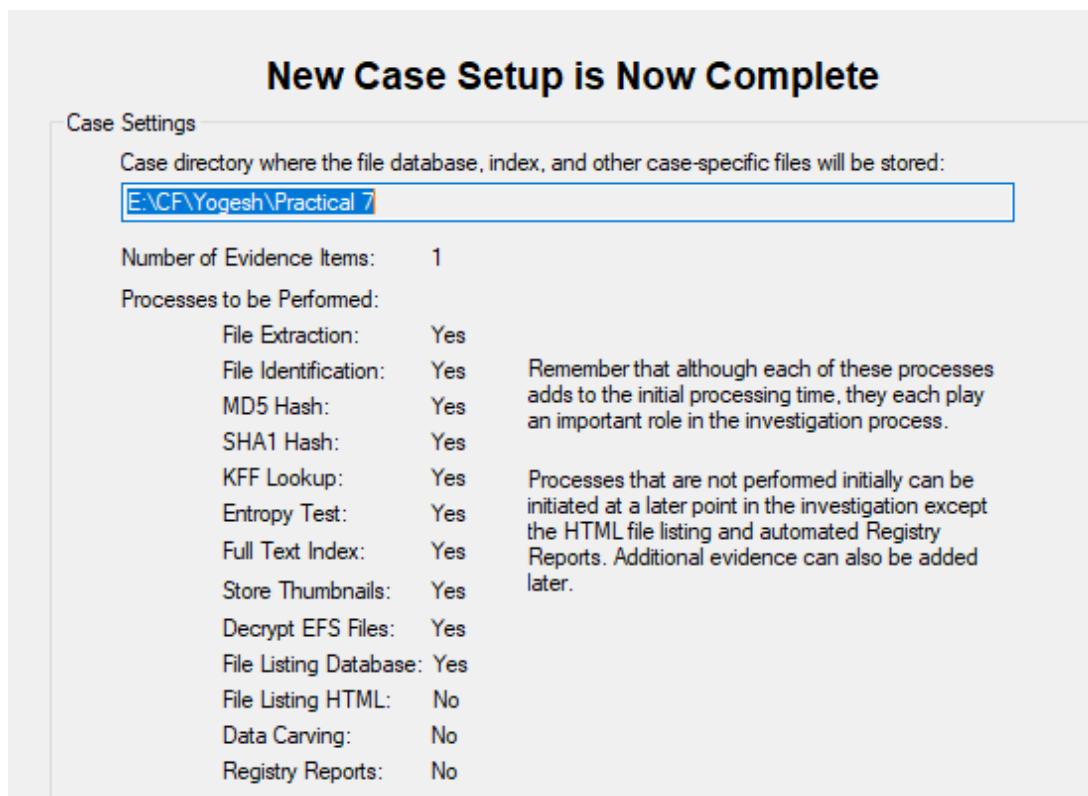 New Case Setup is Now Complete
Case Settings
Case directory where the file database, index, and other case-specific files will be stored:
E:\CF\Yogesh\Practical 7
Number of Evidence Items: 1
Processes to be Performed:
File Extraction: Yes
File Identification: Yes
MD5 Hash: Yes
SHA1 Hash: Yes
KFF Lookup: Yes
Entropy Test: Yes
Full Text Index: Yes
Store Thumbnails: Yes
Decrypt EFS Files: Yes
File Listing Database: Yes
File Listing HTML: No
Data Carving: No
Registry Reports: No
Remember that although each of these processes
adds to the initial processing time, they each play
an important role in the investigation process.
Processes that are not performed initially can be
initiated at a later point in the investigation except
the HTML file listing and automated Registry
Reports. Additional evidence can also be added
later.